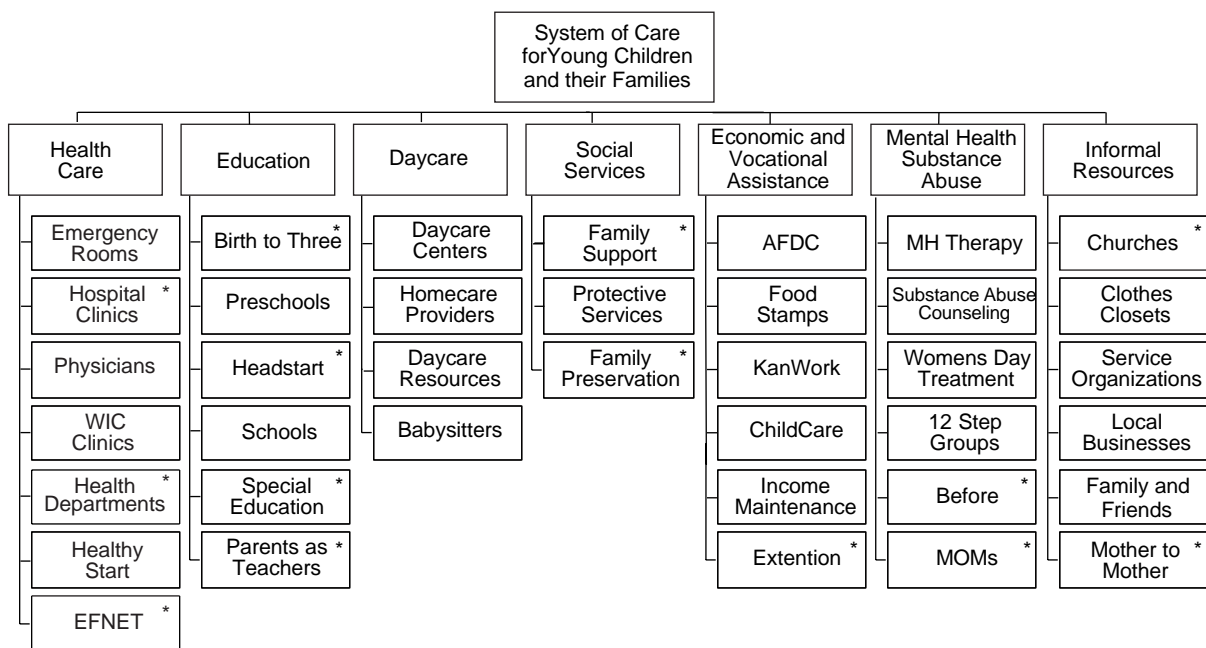 System of Care
forYoung Children
and their Families
Health
Care
Education
Daycare
Social
Services
Economic and
Vocational
Assistance
Mental Health
Substance
Abuse
Informal
Resources
Emergency
Rooms
Hospital *
Clinics
Physicians
WIC
Clinics
Health *
Departments
Healthy
Start
EFNET *
Birth to Three *
Preschools
Headstart *
Schools
Special *
Education
Parents as *
Teachers
Daycare
Centers
Homecare
Providers
Daycare
Resources
Babysitters
Family *
Support
Protective
Services
Family *
Preservation
AFDC
Food
Stamps
KanWork
ChildCare
Income
Maintenance
Extention *
MH Therapy
Substance Abuse
Counseling
Womens Day
Treatment
12 Step
Groups
Before *
MOMs *
Churches *
Clothes
Closets
Service
Organizations
Local
Businesses
Family and
Friends
Mother to *
Mother